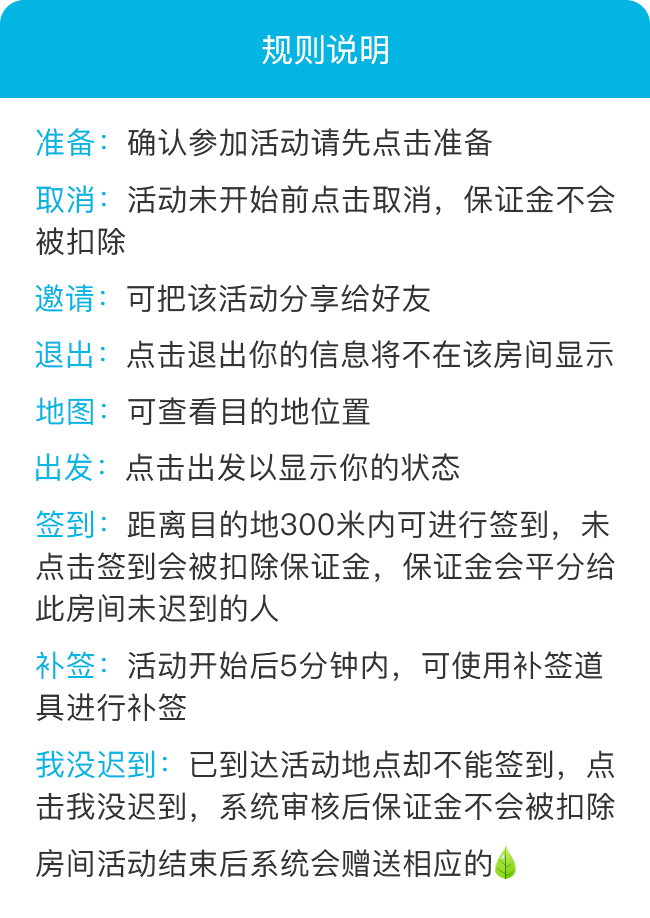 规则说明
准备：确认参加活动请先点击准备
取消：活动未开始前点击取消，保证金不会
被扣除
邀请：可把该活动分享给好友
退出：点击退出你的信息将不在该房间显示
地图：可查看目的地位置
出发：点击出发以显示你的状态
签到：距离目的地300米内可进行签到，未
点击签到会被扣除保证金，保证金会平分给
此房间未迟到的人
补签：活动开始后5分钟内，可使用补签道
具进行补签
我没迟到：已到达活动地点却不能签到，点
击我没迟到，系统审核后保证金不会被扣除
房间活动结束后系统会赠送相应的